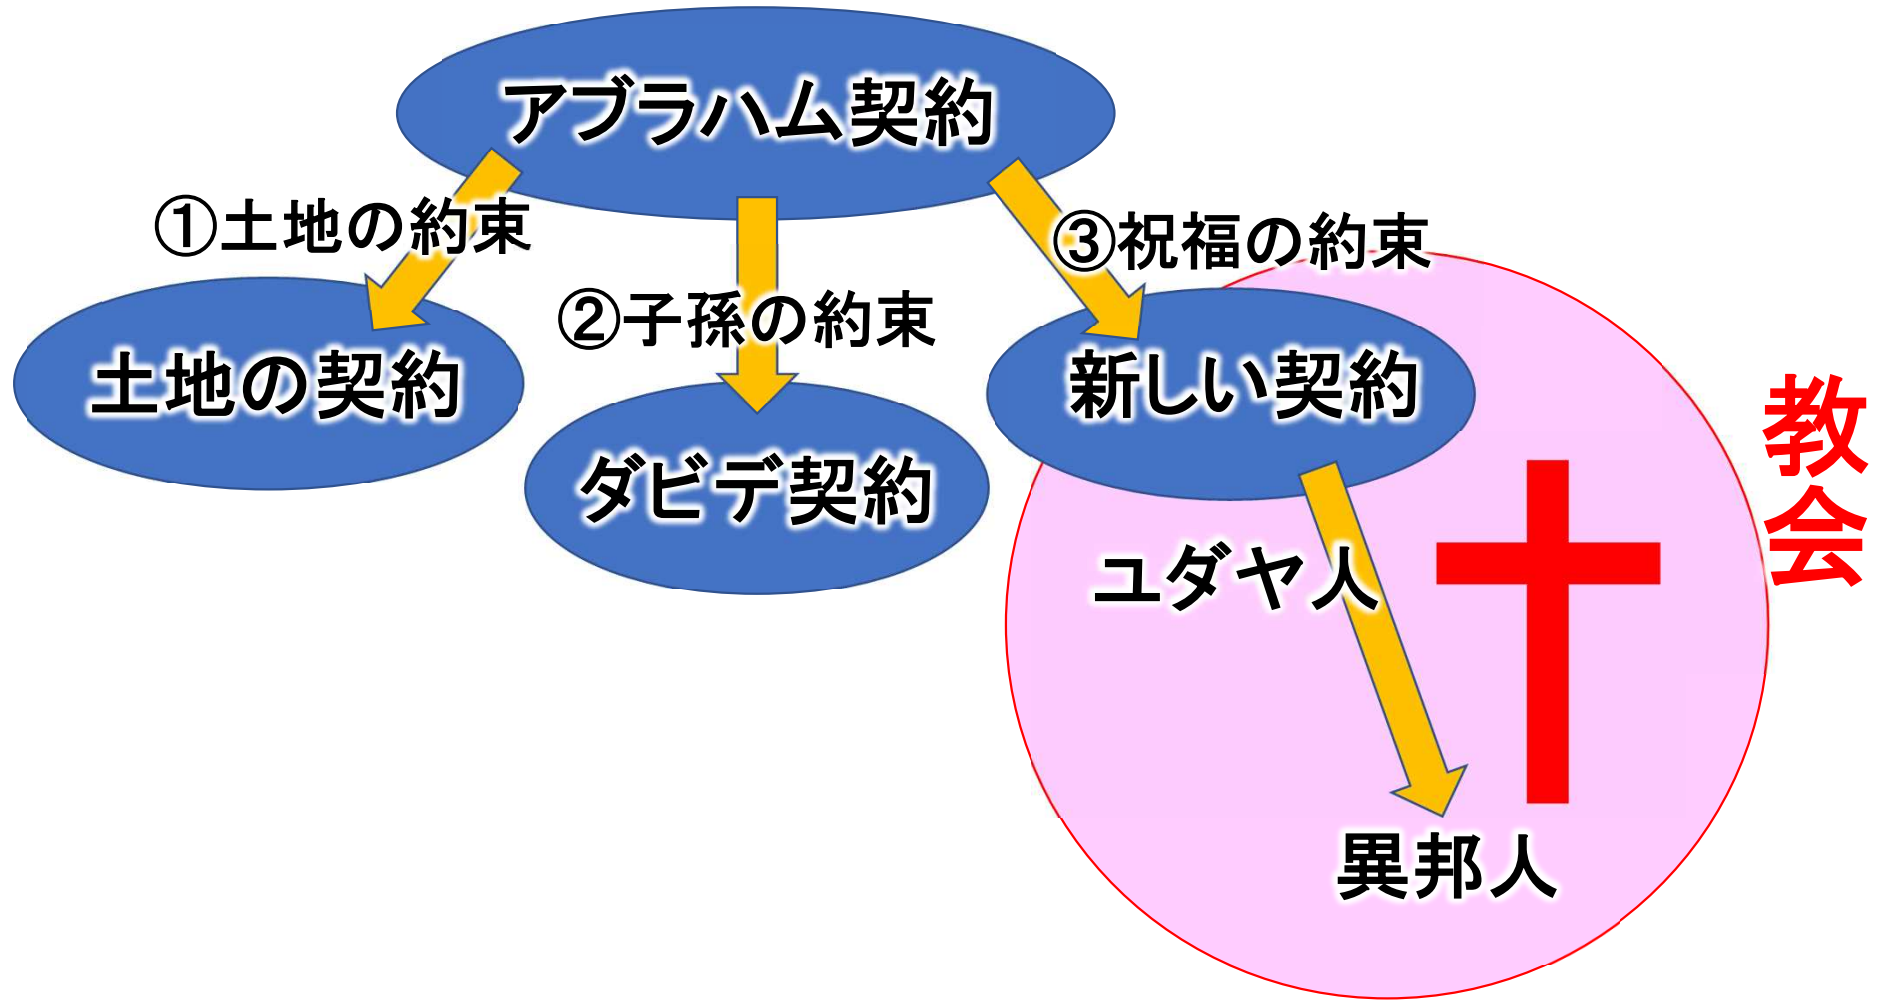 アブラハム契約
①土地の約束
②子孫の約束
③祝福の約束
土地の契約
ダビデ契約
新しい契約
ユダヤ人
異邦人
教会